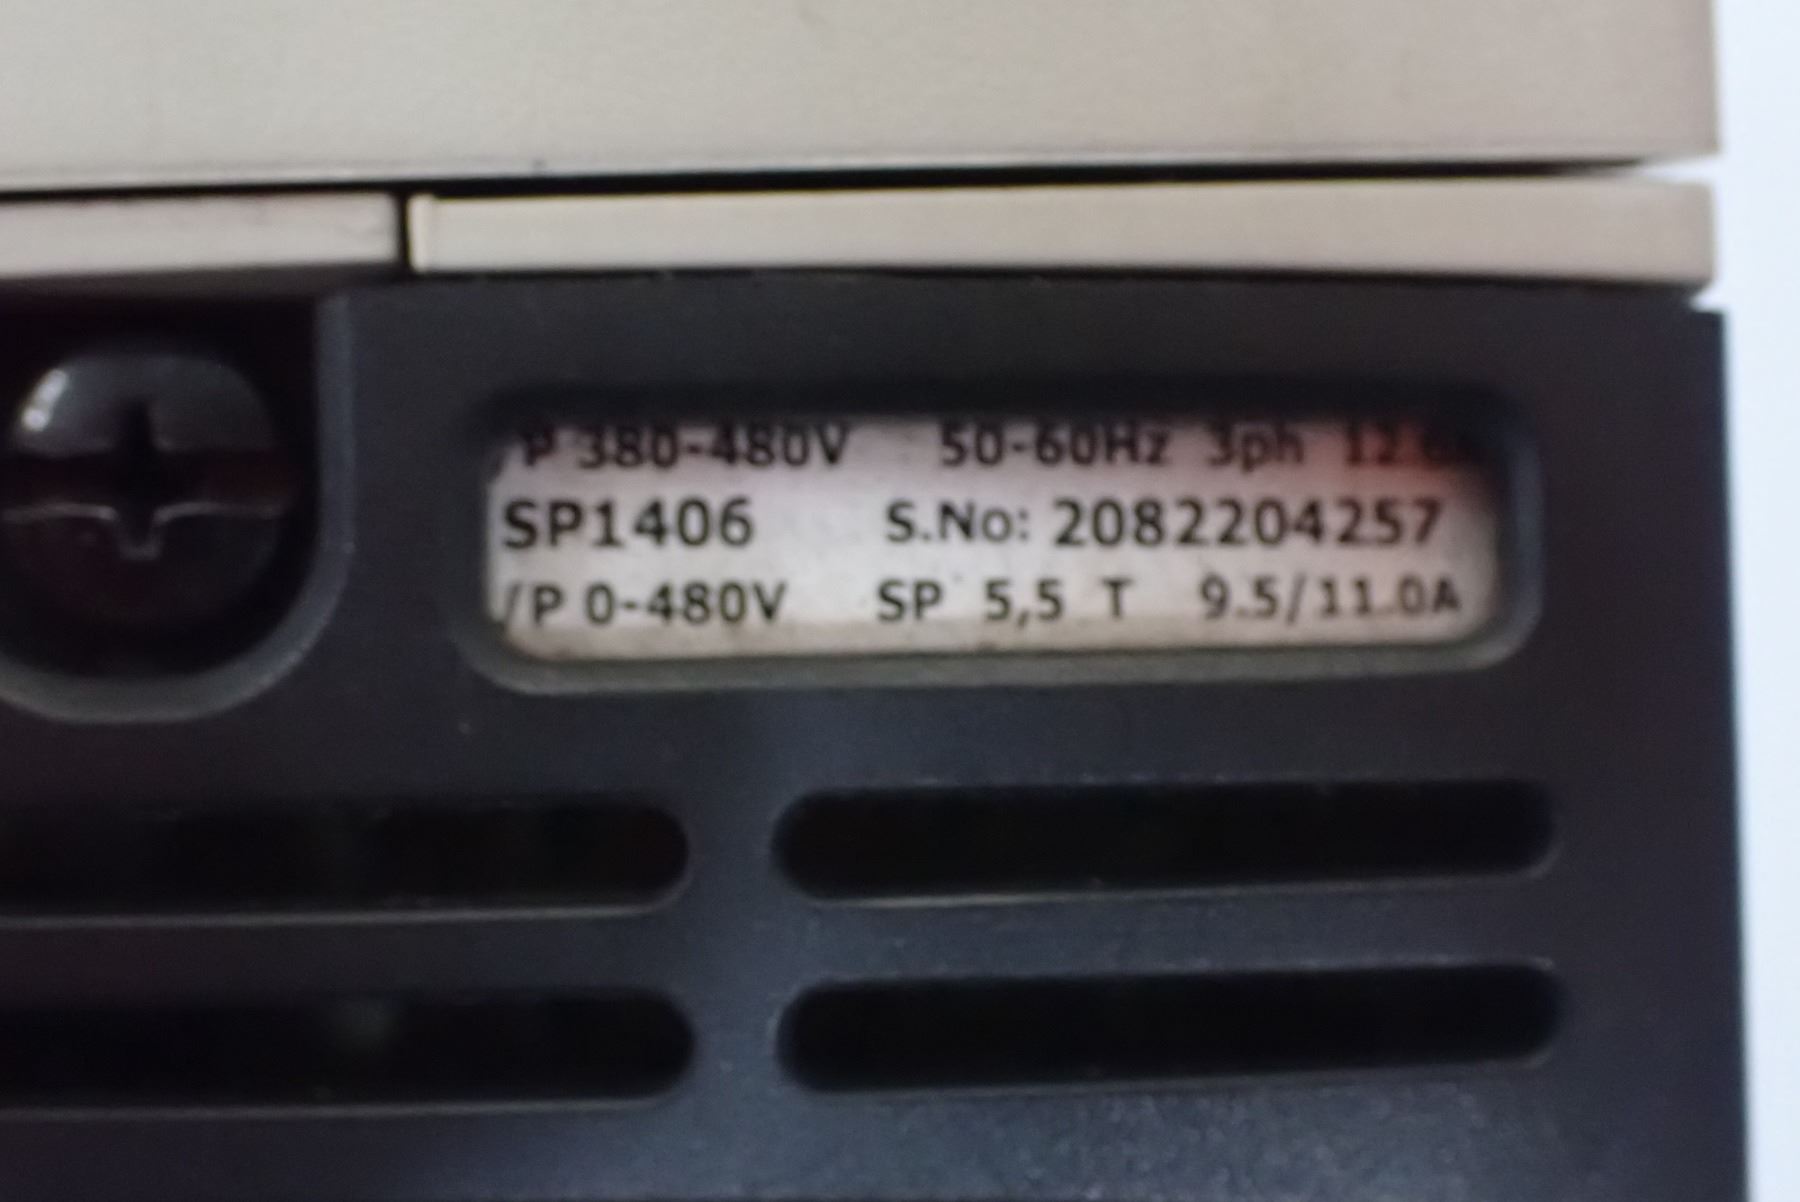 /P 380-480V 50-60Hz 3ph
SP1406 S.No: 2082204257
/P 0-480V SP 5,5 T 9.5/11.0A